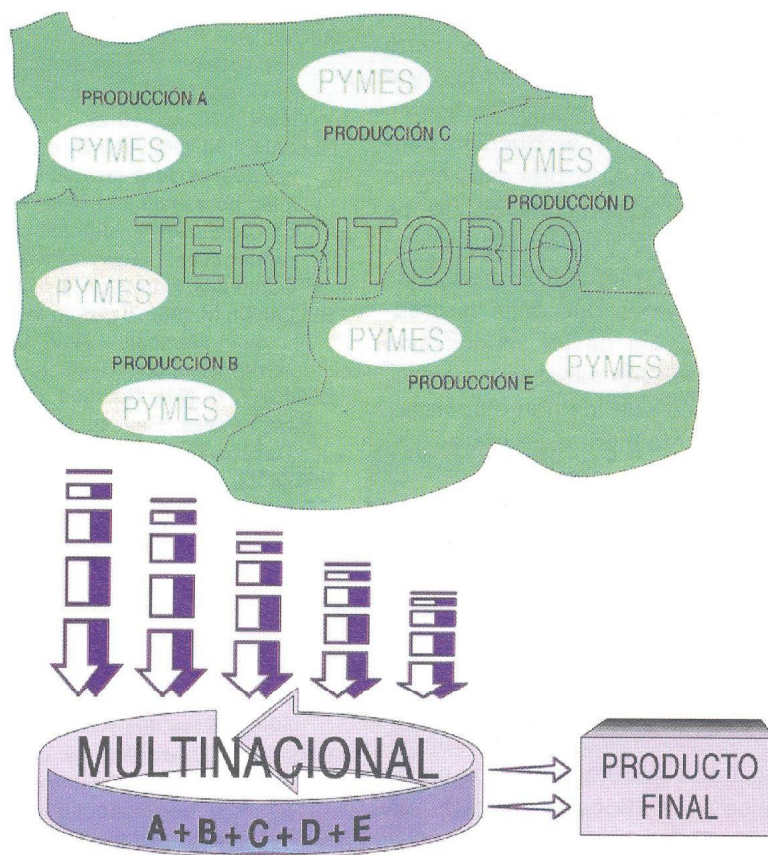 PYMES
PRODUCCIÓN A
PRODUCCIÓN C
PYMES
PYMES
PRODUCCIÓN D
TERRITORIO
PYMES
PYMES
PYMES
PRODUCCIÓN B
PRODUCCIÓN E
PYMES
MULTINACIONAL
A+B+C+D+E
PRODUCTO
FINAL